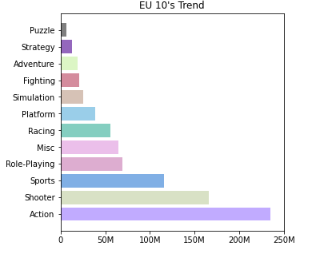 EU 10's Trend
Puzzle
Strategy
Adventure
Fighting
Simulation
Platform
Racing
Misc
Role-Playing
Sports
Shooter
Action
0 50M 100M 150M 200M 250M